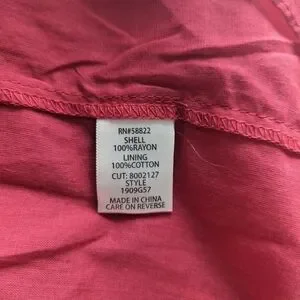 RN#58822
SHELL
100%RAYON
LINING
100%COTTON
CUT: 8002127
STYLE
1909G57
MADE IN CHINA
CARE ON REVERSE